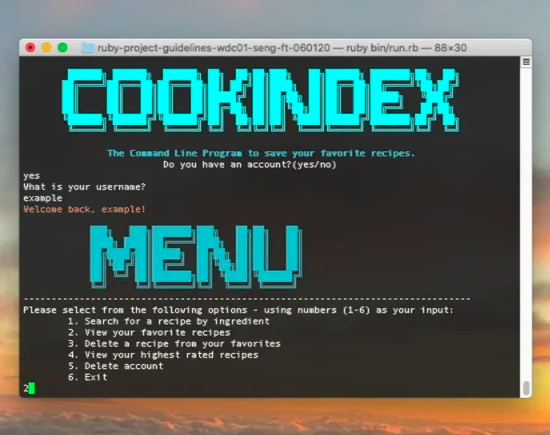 ruby-project-guidelines-wdc01-seng-ft-060120 — ruby bin/run.rb — 88×30
COOKINDEX
The Command Line Program to save your favorite recipes.
Do you have an account?(yes/no)
yes
What is your username?
example
Welcome back, example!
MENU
--------------------------------------------------------------------------------
Please select from the following options - using numbers (1-6) as your input:
1. Search for a recipe by ingredient
2. View your favorite recipes
3. Delete a recipe from your favorites
4. View your highest rated recipes
5. Delete account
6. Exit
2